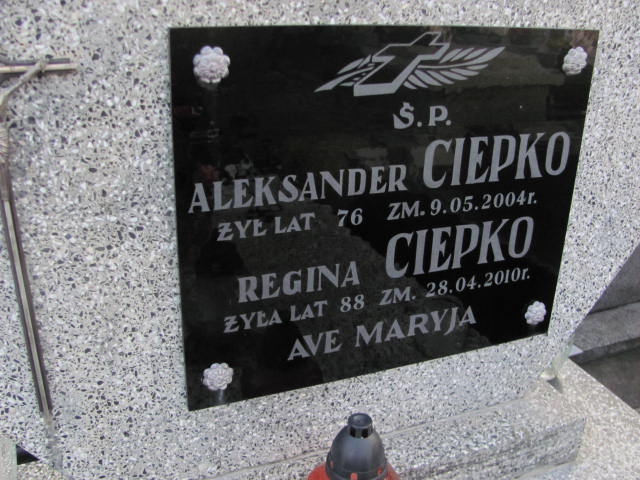 Ś.P.
ALEKSANDER CIEPKO
ŻYŁ LAT 76 ZM. 9.05.2004r.
REGINA CIEPKO
ŻYŁA LAT 88 ZM. 28.04.2010r.
AVE MARYJA